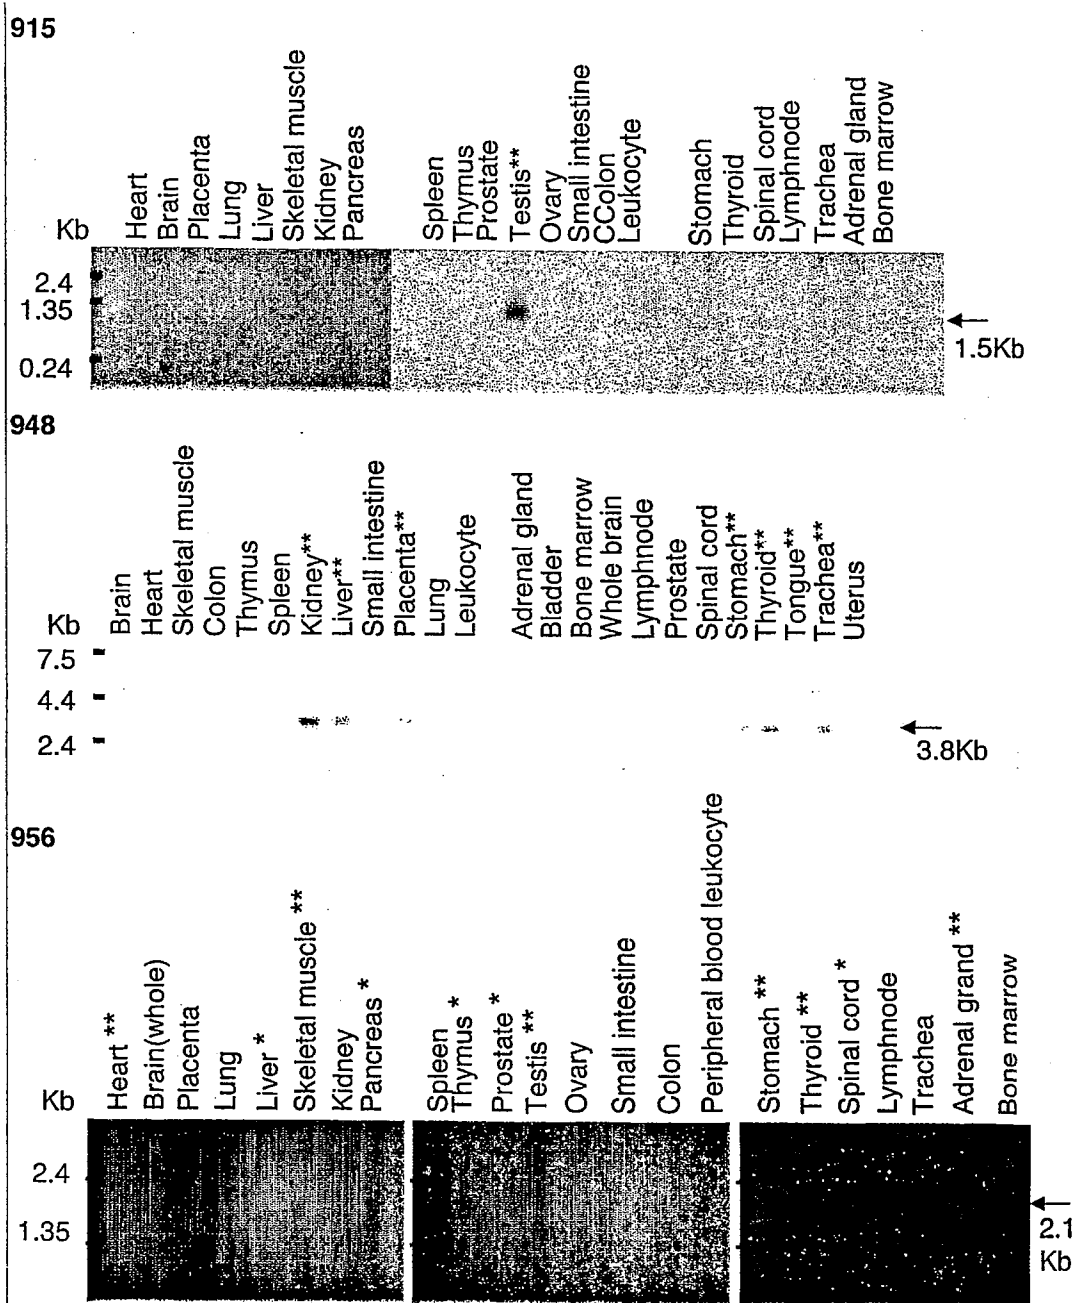 915
Heart
Brain
Placenta
Lung
Liver
Skeletal muscle
Kidney
Pancreas
Spleen
Thymus
Prostate
Testis**
Ovary
Small intestine
CColon
Leukocyte
Stomach
Thyroid
Spinal cord
Lymphnode
Trachea
Adrenal gland
Bone marrow
Kb
2.4
1.35
0.24
1.5Kb
948
Brain
Heart
Skeletal muscle
Colon
Thymus
Spleen
Kidney**
Liver**
Small intestine
Placenta**
Lung
Leukocyte
Adrenal gland
Bladder
Bone marrow
Whole brain
Lymphnode
Prostate
Spinal cord
Stomach**
Thyroid**
Tongue**
Trachea**
Uterus
Kb
7.5
4.4
2.4
3.8Kb
956
Heart **
Brain(whole)
Placenta
Lung
Liver *
Skeletal muscle **
Kidney
Pancreas *
Spleen
Thymus *
Prostate *
Testis **
Ovary
Small intestine
Colon
Peripheral blood leukocyte
Stomach **
Thyroid **
Spinal cord *
Lymphnode
Trachea
Adrenal grand **
Bone marrow
Kb
2.4
1.35
2.1
Kb